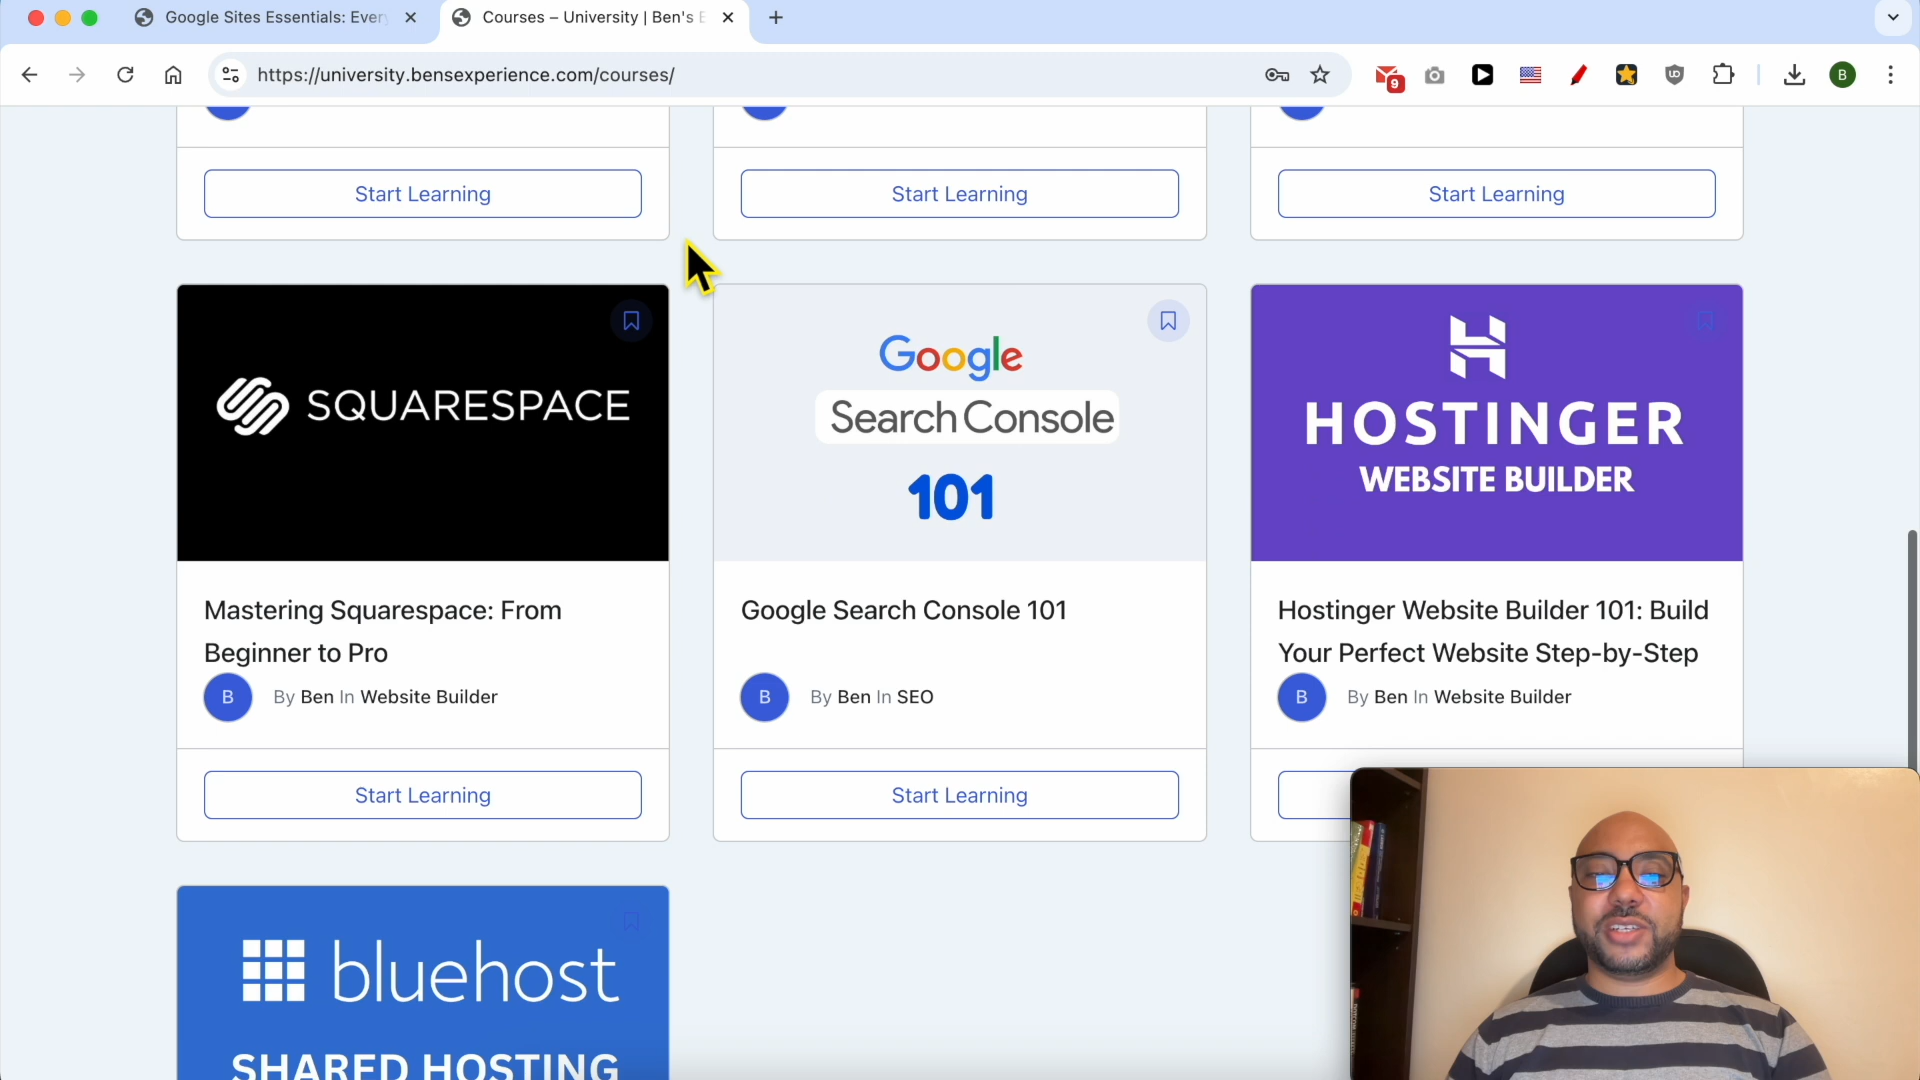 Google Sites Essentials: Ever
Courses – University | Ben's E
https://university.bensexperience.com/courses/
9
B
Start Learning
Start Learning
Start Learning
SQUARESPACE
Google
Search Console
101
HOSTINGER
WEBSITE BUILDER
Mastering Squarespace: From
Beginner to Pro
B
By Ben In Website Builder
Google Search Console 101
B
By Ben In SEO
Hostinger Website Builder 101: Build
Your Perfect Website Step-by-Step
B
By Ben In Website Builder
Start Learning
Start Learning
bluehost
SHARED HOSTING